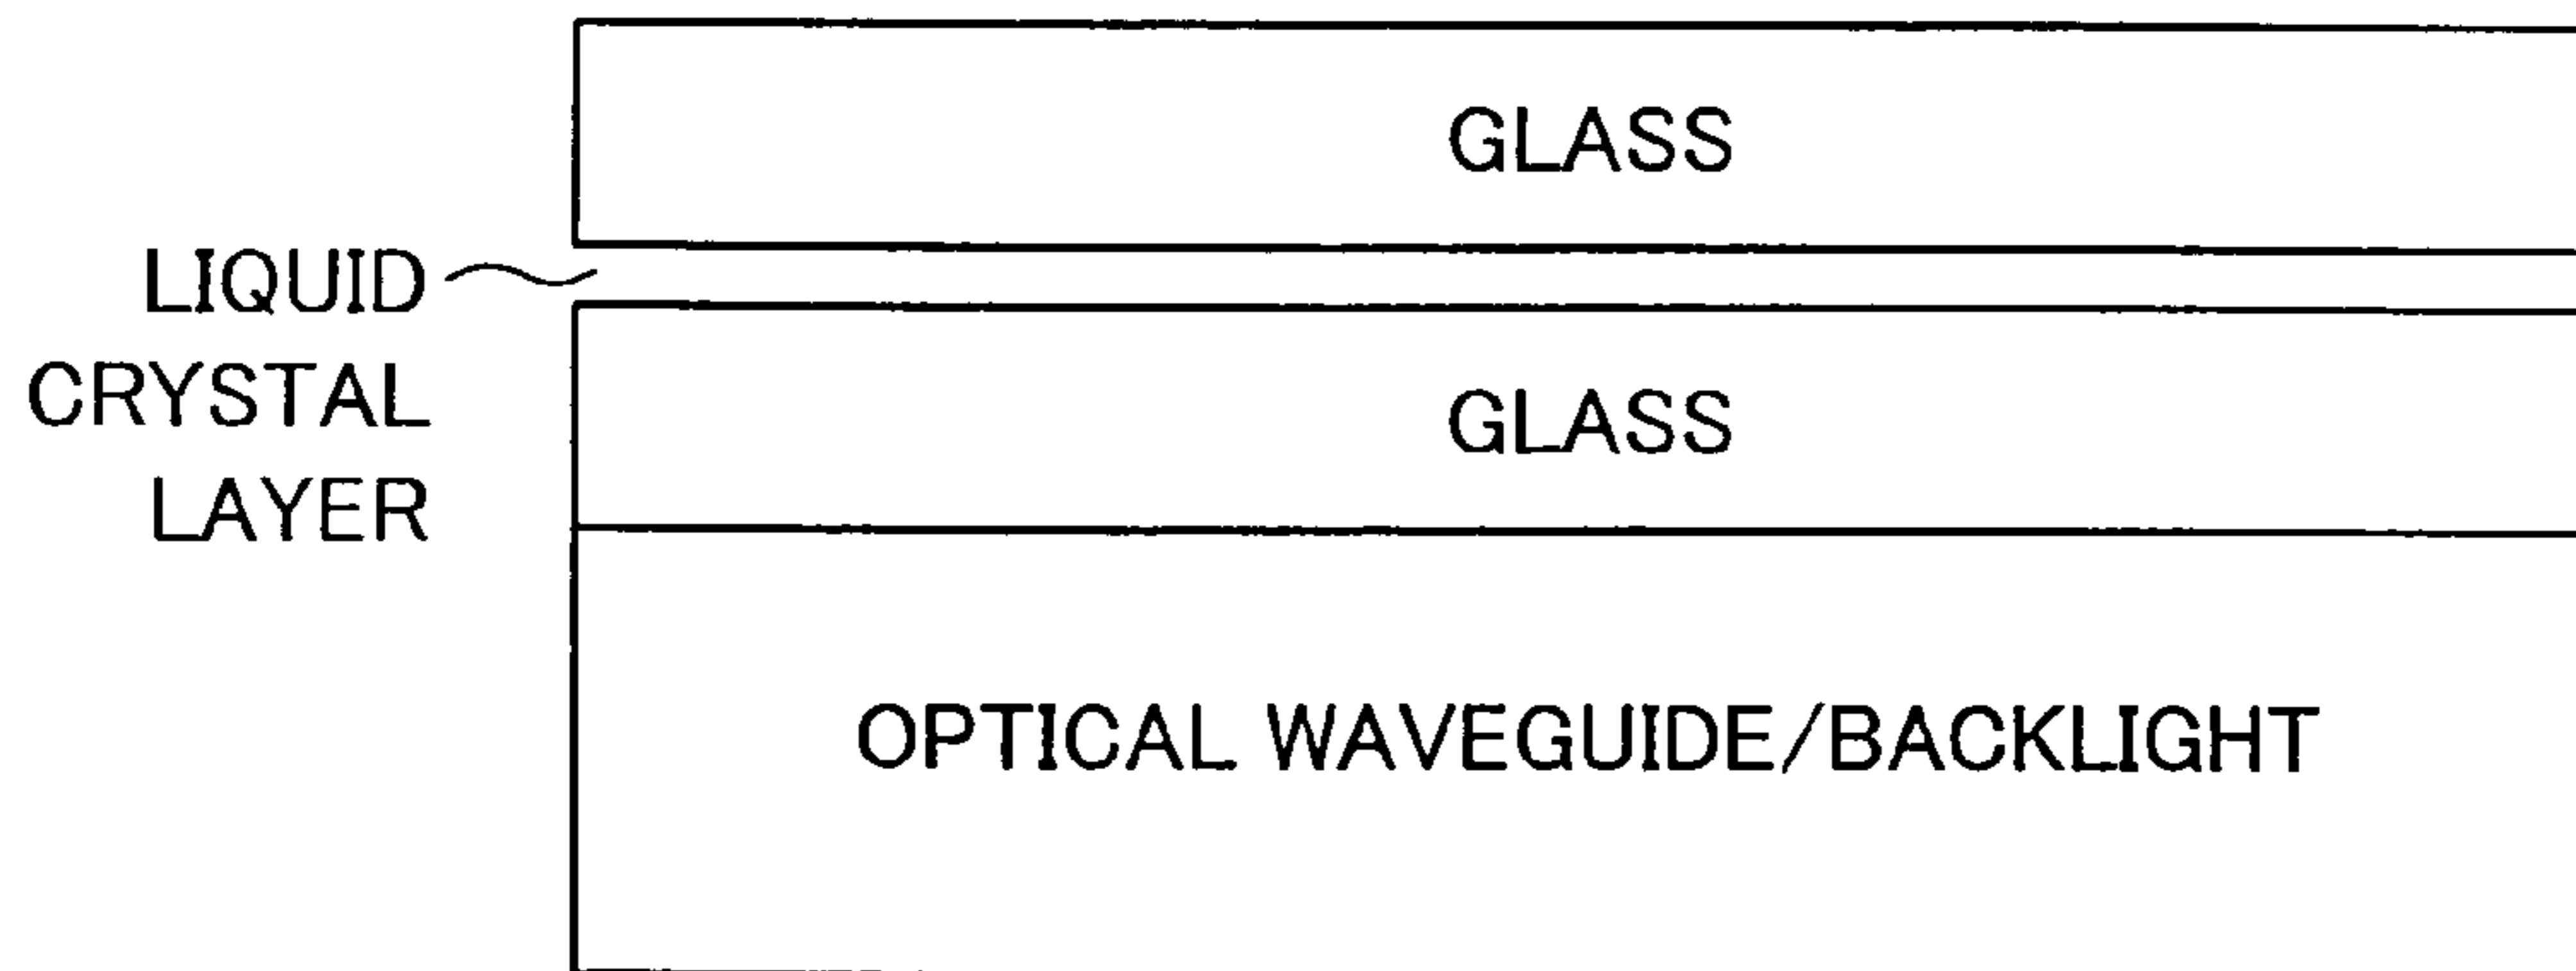 GLASS
LIQUID
CRYSTAL
LAYER
GLASS
OPTICAL WAVEGUIDE/BACKLIGHT